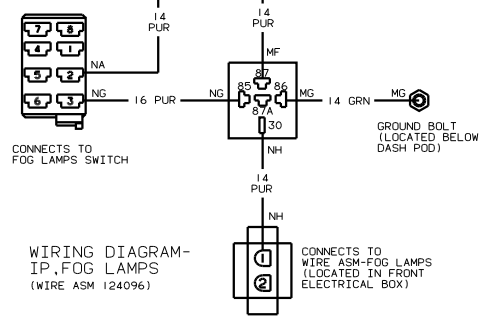 14
PUR
14
PUR
MF
7 8
4 1
5 2
6 3
NA
NG
16 PUR
NG
87
85
86
87A
30
MG
14 GRN
MG
GROUND BOLT
(LOCATED BELOW
DASH POD)
CONNECTS TO
FOG LAMPS SWITCH
NH
14
PUR
NH
1
2
WIRING DIAGRAM-
IP,FOG LAMPS
(WIRE ASM 124096)
CONNECTS TO
WIRE ASM-FOG LAMPS
(LOCATED IN FRONT
ELECTRICAL BOX)